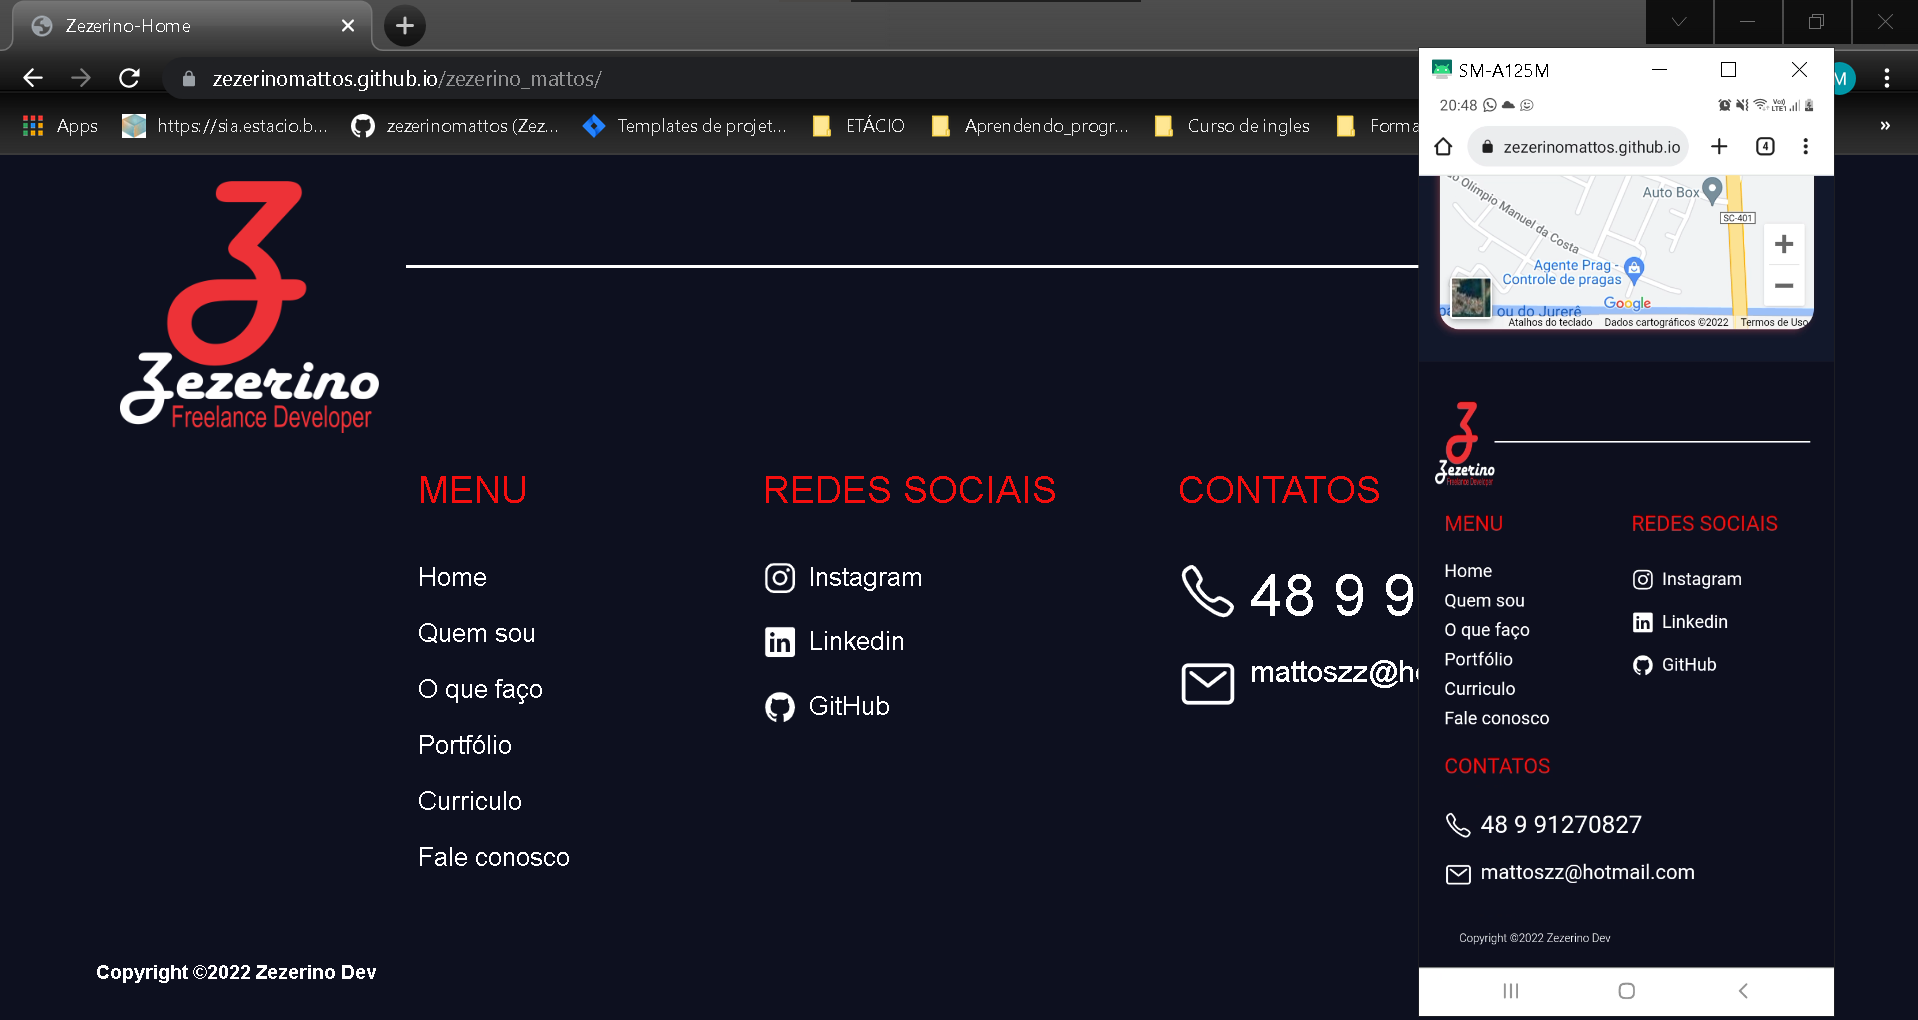 Zezerino-Home
zezerinomattos.github.io/zezerino_mattos/
M
Apps
https://sia.estacio.b...
zezerinomattos (Zez...
Templates de projet...
ETÁCIO
Aprendendo_progr...
Curso de ingles
Forma
»
Zezerino
Freelance Developer
MENU
Home
Quem sou
O que faço
Portfólio
Curriculo
Fale conosco
REDES SOCIAIS
Instagram
Linkedin
GitHub
CONTATOS
48 9 9
mattoszz@ho
Copyright ©2022 Zezerino Dev
SM-A125M
20:48
zezerinomattos.github.io
4
Olimpio Manuel da Costa
Auto Box
SC-401
Agente Prag -
Controle de pragas
Google
ou do Jurerê
Atalhos do teclado
Dados cartográficos ©2022
Termos de Uso
Zezerino
Freelance Developer
MENU
Home
Quem sou
O que faço
Portfólio
Curriculo
Fale conosco
REDES SOCIAIS
Instagram
Linkedin
GitHub
CONTATOS
48 9 91270827
mattoszz@hotmail.com
Copyright ©2022 Zezerino Dev